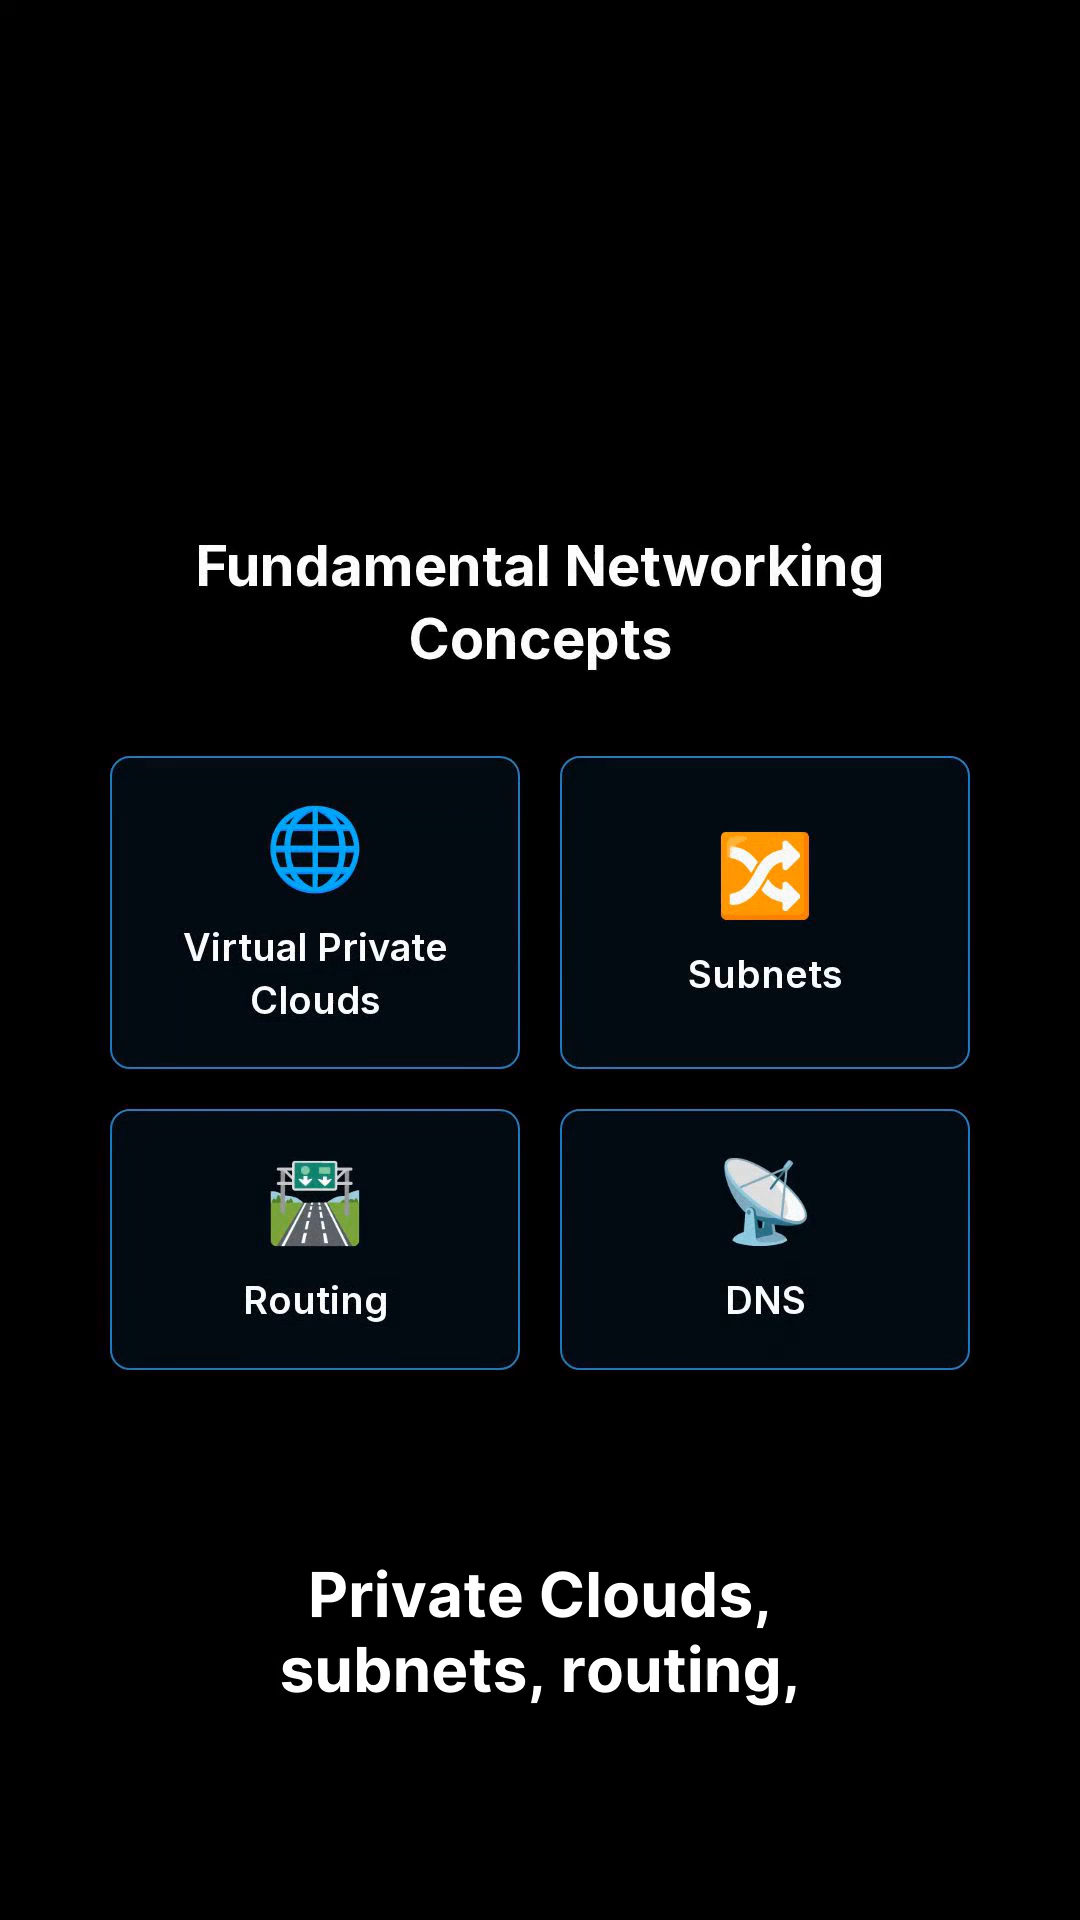 Fundamental Networking
Concepts
Virtual Private
Clouds
Subnets
Routing
DNS
Private Clouds,
subnets, routing,